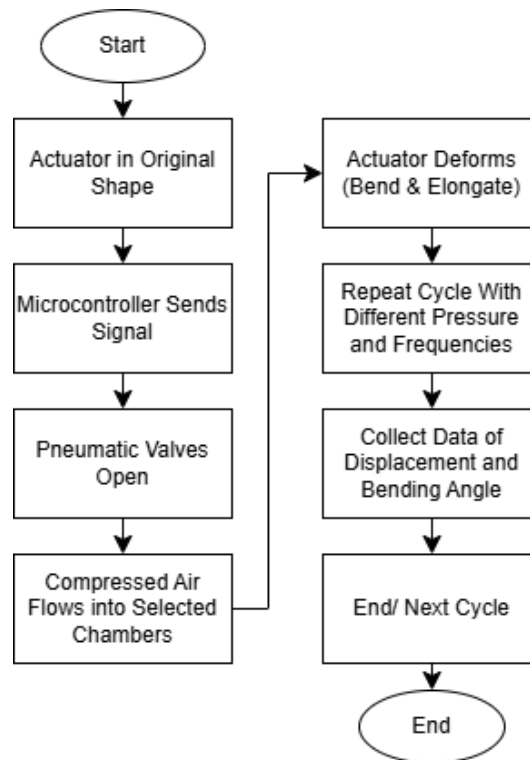 Start
Actuator in Original
Shape
Microcontroller Sends
Signal
Pneumatic Valves
Open
Compressed Air
Flows into Selected
Chambers
Actuator Deforms
(Bend & Elongate)
Repeat Cycle With
Different Pressure
and Frequencies
Collect Data of
Displacement and
Bending Angle
End/ Next Cycle
End